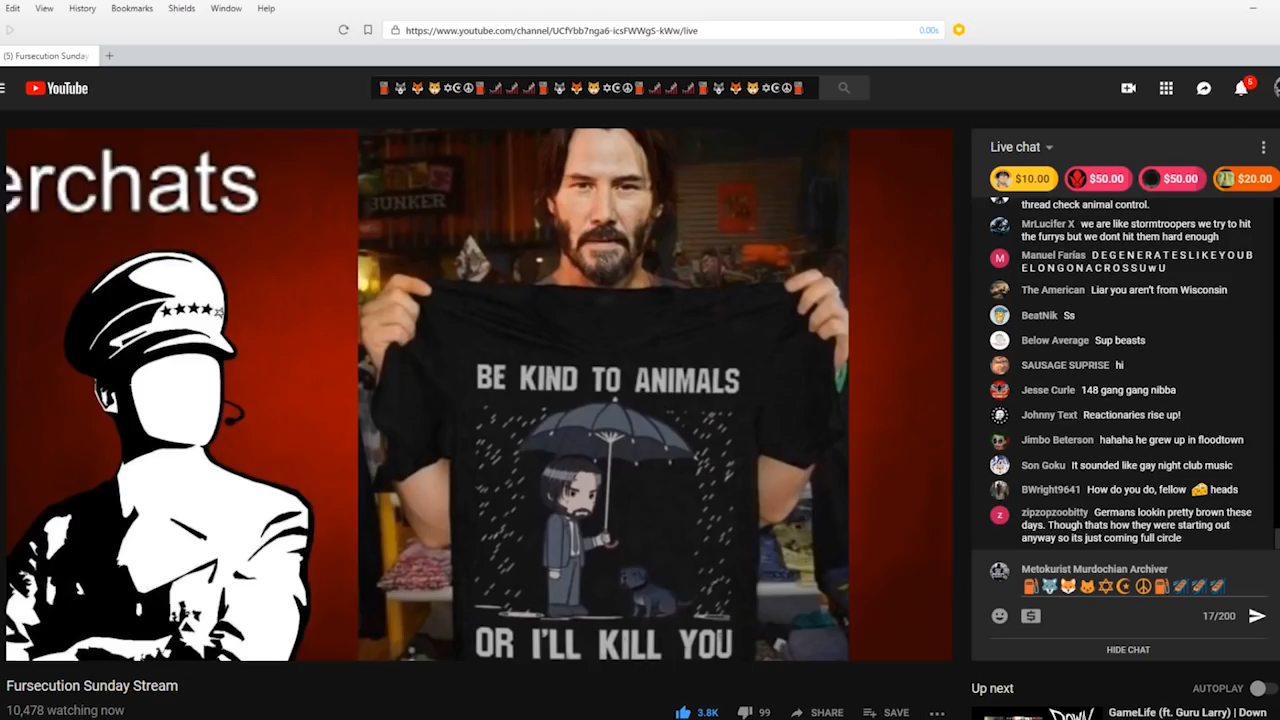 Edit View History Bookmarks Shields Window Help
https://www.youtube.com/channel/UCfYbb7nga6-icsFWWgS-kWw/live 0.00s
(5) Fursecution Sunday
YouTube
5
erchats
BUNKER
BE KIND TO ANIMALS
OR I'LL KILL YOU
Fursecution Sunday Stream
10,478 watching now
3.8K 99 SHARE SAVE
Live chat
$10.00 $50.00 $50.00 $20.00
thread check animal control.
MrLucifer X we are like stormtroopers we try to hit
the furrys but we dont hit them hard enough
Manuel Farías D E G E N E R A T E S L I K E Y O U B
E L O N G O N A C R O S S U w U
The American Liar you aren't from Wisconsin
BeatNik Ss
Below Average Sup beasts
SAUSAGE SUPRISE hi
Jesse Curle 148 gang gang nibba
Johnny Text Reactionaries rise up!
Jimbo Beterson hahaha he grew up in floodtown
Son Goku It sounded like gay night club music
BWright9641 How do you do, fellow 🧀 heads
zipzopzoobitty Germans lookin pretty brown these
days. Though thats how they were starting out
anyway so its just coming full circle
Metokurist Murdochian Archiver
17/200
HIDE CHAT
Up next AUTOPLAY
GameLife (ft. Guru Larry) | Down
DOWN